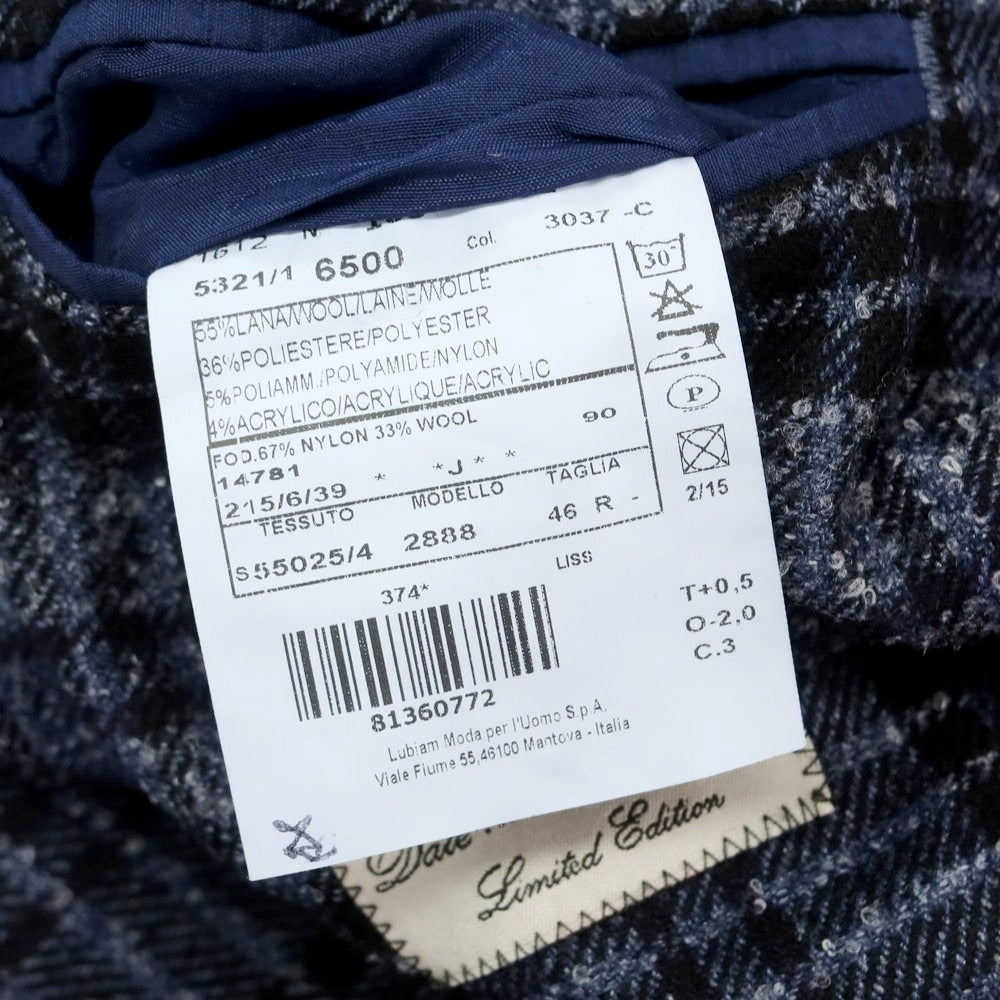 7612 N 3037 -C
5321/1 6500 Col.
55%LANA/WOOL/LAINE/WOLLE
36%POLIESTERE/POLYESTER
5%POLIAMM./POLYAMIDE/NYLON
4%ACRYLICO/ACRYLIQUE/ACRYLIC
FOD.67% NYLON 33% WOOL 90
14781
215/6/39 * *J* *
TESSUTO MODELLO TAGLIA
S55025/4 2888 46 R -
374* LISS
81360772
Lubiam Moda per l'Uomo S.p.A.
Viale Fiume 55,46100 Mantova - Italia
30°
P
2/15
T+0,5
O-2,0
C.3
Date
Limited Edition